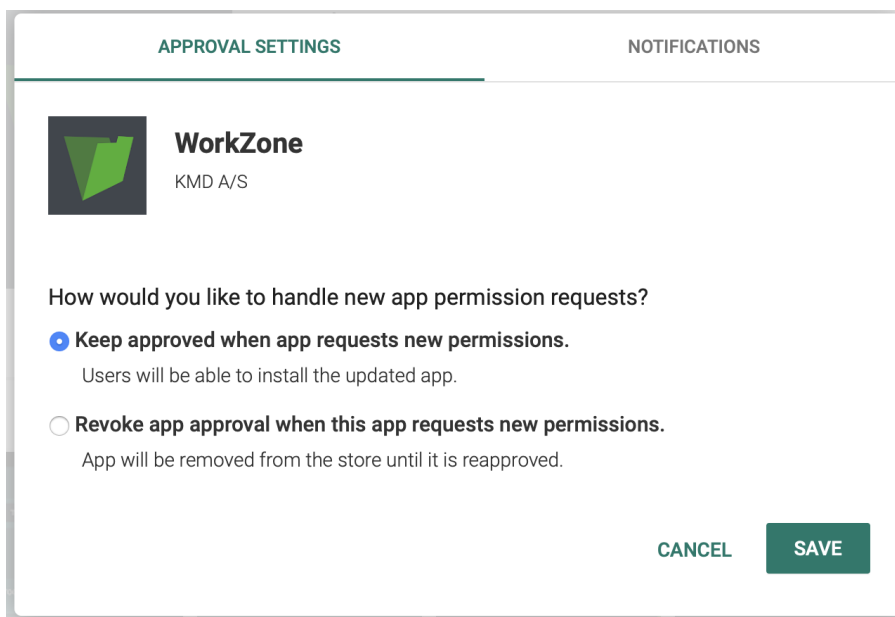 APPROVAL SETTINGS
NOTIFICATIONS
WorkZone
KMD A/S
How would you like to handle new app permission requests?
Keep approved when app requests new permissions.
Users will be able to install the updated app.
Revoke app approval when this app requests new permissions.
App will be removed from the store until it is reapproved.
CANCEL
SAVE